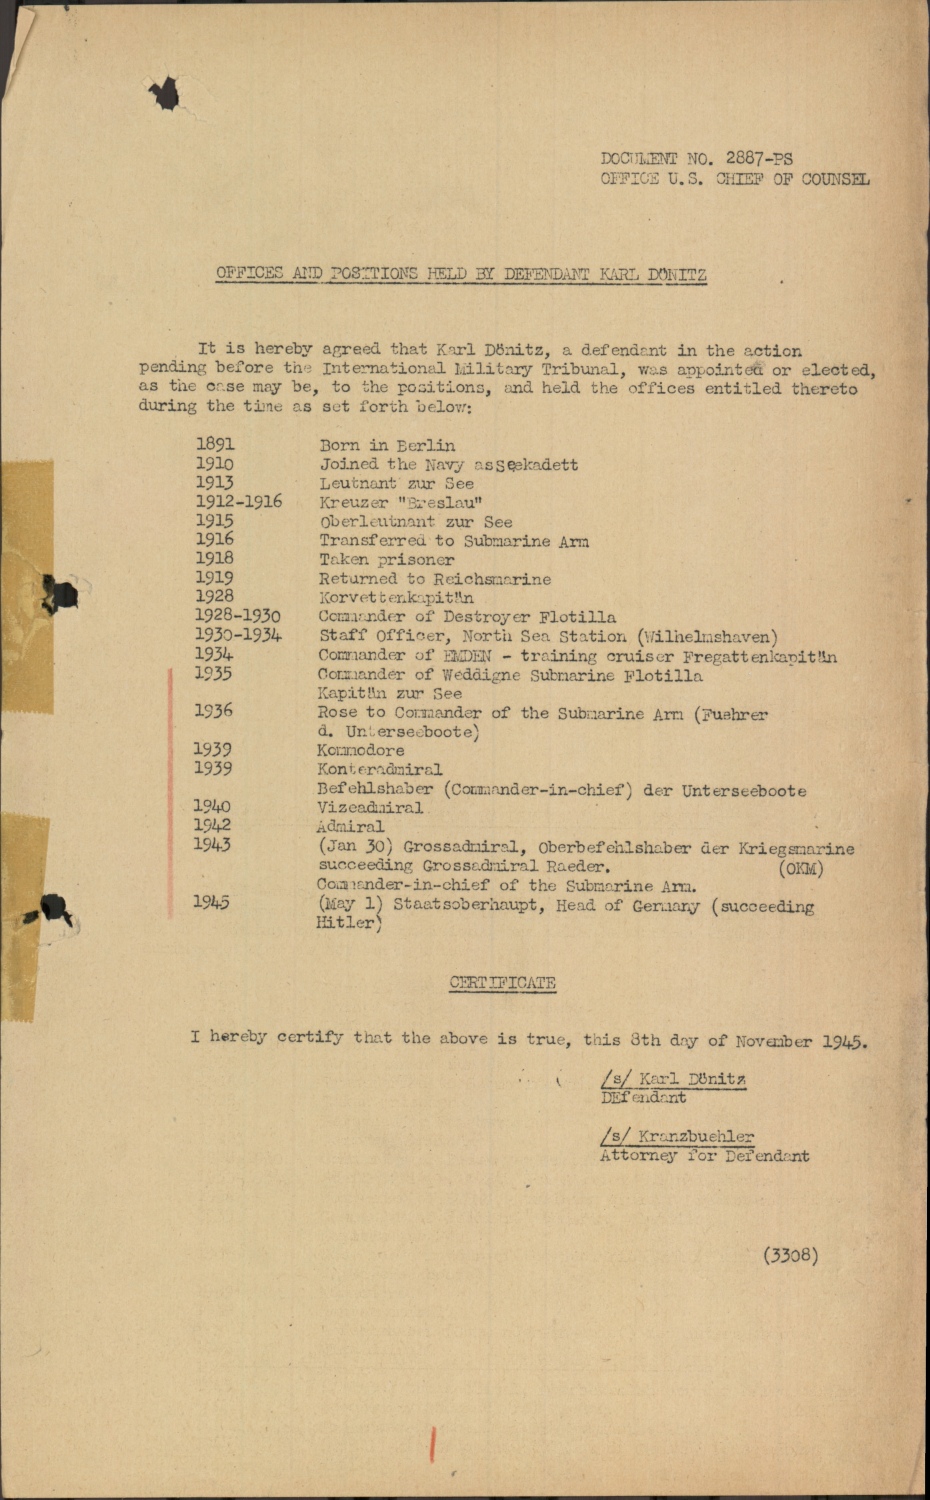 DOCUMENT NO. 2887-PS
OFFICE U.S. CHIEF OF COUNSEL
OFFICES AND POSITIONS HELD BY DEFENDANT KARL DÖNITZ
It is hereby agreed that Karl Dönitz, a defendant in the action
pending before the International Military Tribunal, was appointed or elected,
as the case may be, to the positions, and held the offices entitled thereto
during the time as set forth below:
1891 Born in Berlin
1910 Joined the Navy as Seekadett
1913 Leutnant zur See
1912-1916 Kreuzer "Breslau"
1915 Oberleutnant zur See
1916 Transferred to Submarine Arm
1918 Taken prisoner
1919 Returned to Reichsmarine
1928 Korvettenkapitän
1928-1930 Commander of Destroyer Flotilla
1930-1934 Staff Officer, North Sea Station (Wilhelmshaven)
1934 Commander of EMDEN - training cruiser Fregattenkapitän
1935 Commander of Weddigne Submarine Flotilla
Kapitän zur See
1936 Rose to Commander of the Submarine Arm (Fuehrer
d. Unterseeboote)
1939 Kommodore
1939 Konteradmiral
Befehlshaber (Commander-in-chief) der Unterseeboote
1940 Vizeadmiral
1942 Admiral
1943 (Jan 30) Grossadmiral, Oberbefehlshaber der Kriegsmarine
succeeding Grossadmiral Raeder. (OKM)
Commander-in-chief of the Submarine Arm.
1945 (May 1) Staatsoberhaupt, Head of Germany (succeeding
Hitler)
CERTIFICATE
I hereby certify that the above is true, this 8th day of November 1945.
/s/ Karl Dönitz
DEfendant
/s/ Kranzbuehler
Attorney for Defendant
(3308)